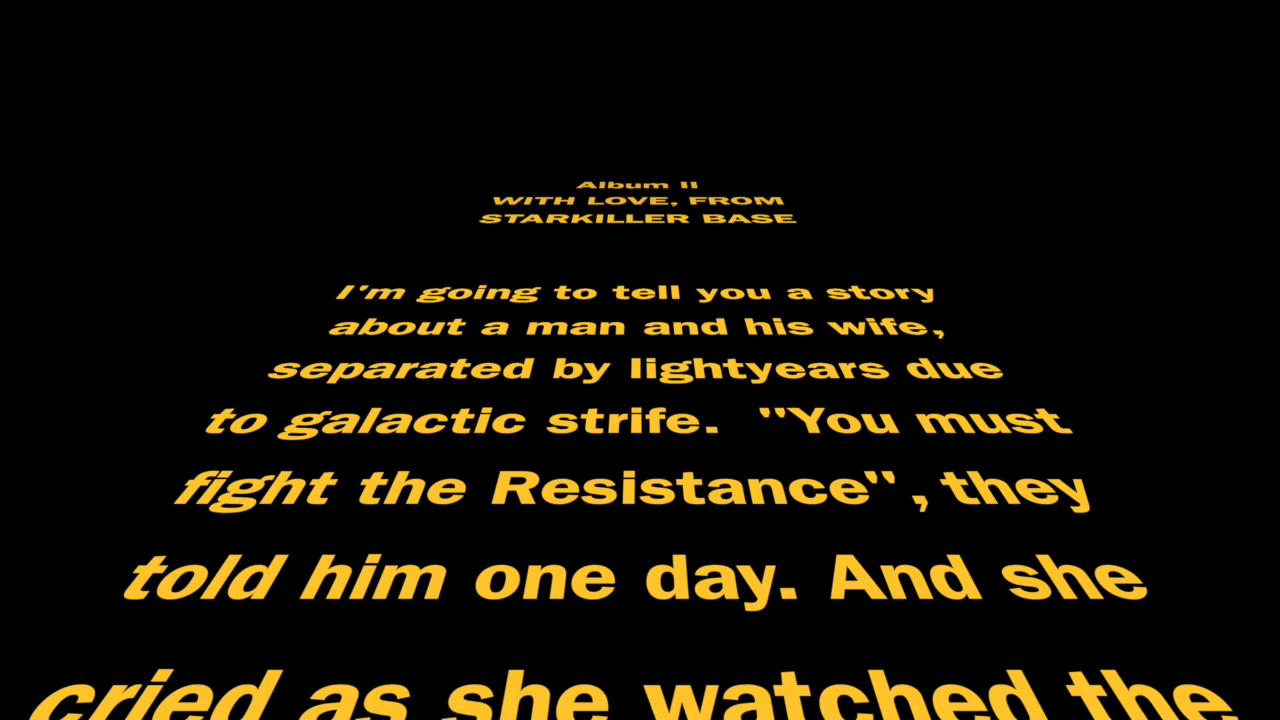 Album II
WITH LOVE, FROM
STARKILLER BASE
I'm going to tell you a story
about a man and his wife,
separated by lightyears due
to galactic strife. "You must
fight the Resistance", they
told him one day. And she
cried as she watched the